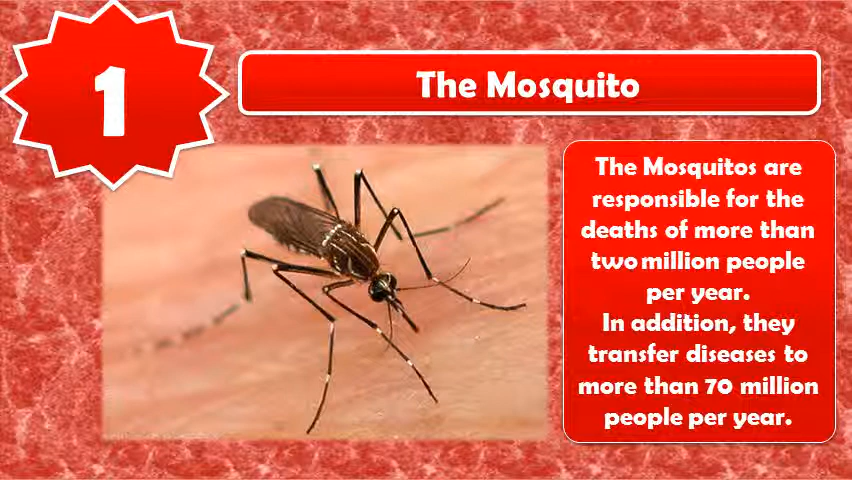 1
The Mosquito
The Mosquitos are
responsible for the
deaths of more than
two million people
per year.
In addition, they
transfer diseases to
more than 70 million
people per year.